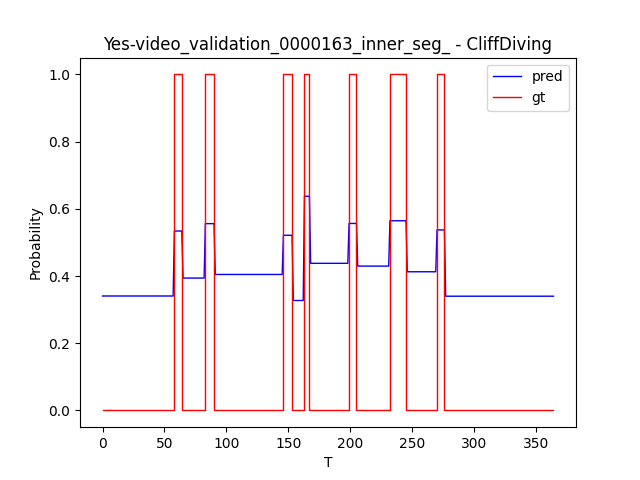 Yes-video_validation_0000163_inner_seg_ - CliffDiving
pred
gt
1.0
0.8
0.6
0.4
0.2
0.0
Probability
0 50 100 150 200 250 300 350
T